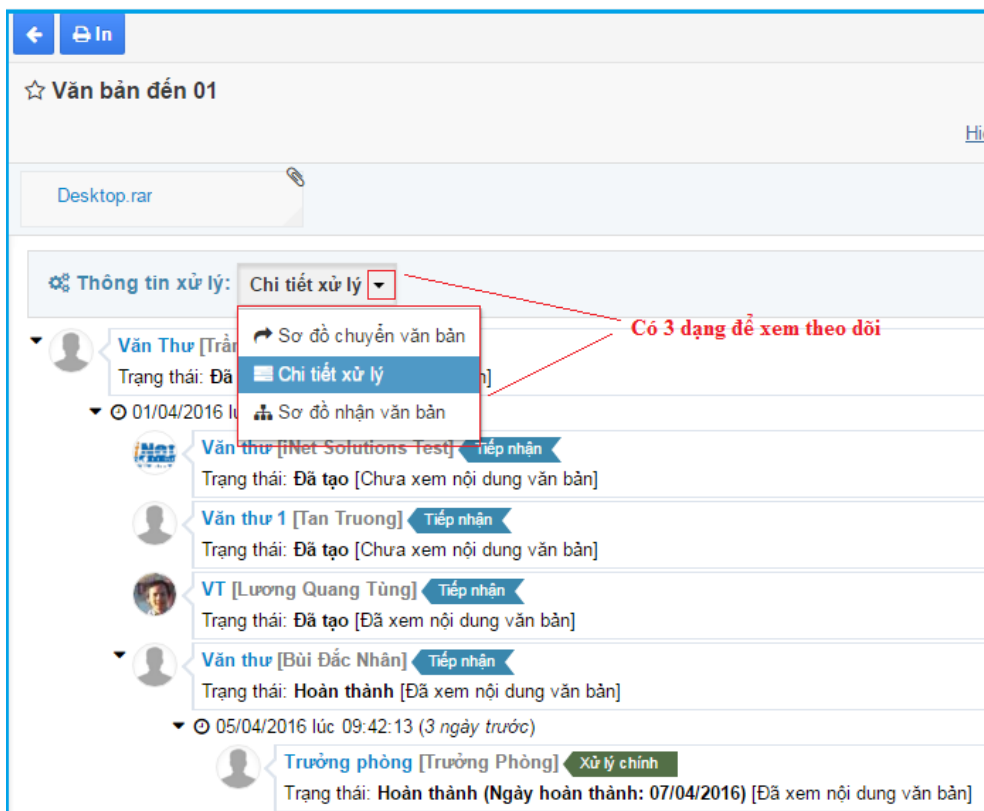 In
Văn bản đến 01
Desktop.rar
Thông tin xử lý: Chi tiết xử lý
Sơ đồ chuyển văn bản
Chi tiết xử lý
Sơ đồ nhận văn bản
Có 3 dạng để xem theo dõi
Văn Thư
Trạng thái: Đã
01/04/2016
Văn thư [iNet Solutions Test] Tiếp nhận
Trạng thái: Đã tạo [Chưa xem nội dung văn bản]
Văn thư 1 [Tan Truong] Tiếp nhận
Trạng thái: Đã tạo [Chưa xem nội dung văn bản]
VT [Lương Quang Tùng] Tiếp nhận
Trạng thái: Đã tạo [Đã xem nội dung văn bản]
Văn thư [Bùi Đắc Nhân] Tiếp nhận
Trạng thái: Hoàn thành [Đã xem nội dung văn bản]
05/04/2016 lúc 09:42:13 (3 ngày trước)
Trưởng phòng [Trưởng Phòng] Xử lý chính
Trạng thái: Hoàn thành (Ngày hoàn thành: 07/04/2016) [Đã xem nội dung văn bản]